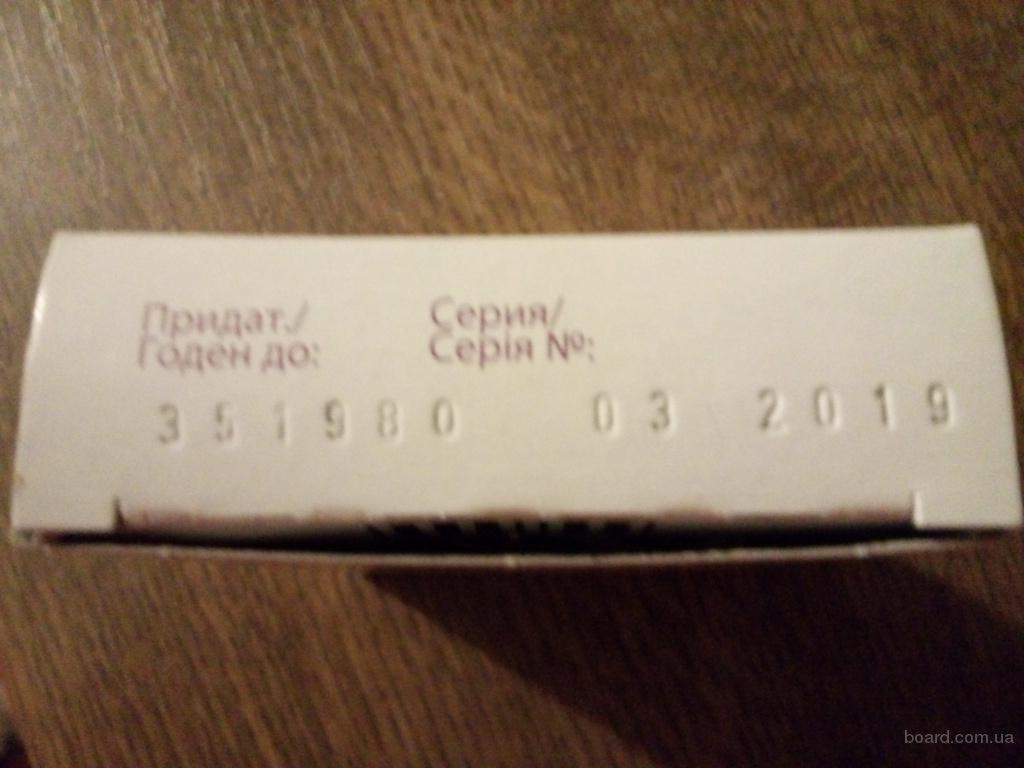 Придат./
Годен до:
Серия/
Серія №:
351980 03 2019
board.com.ua